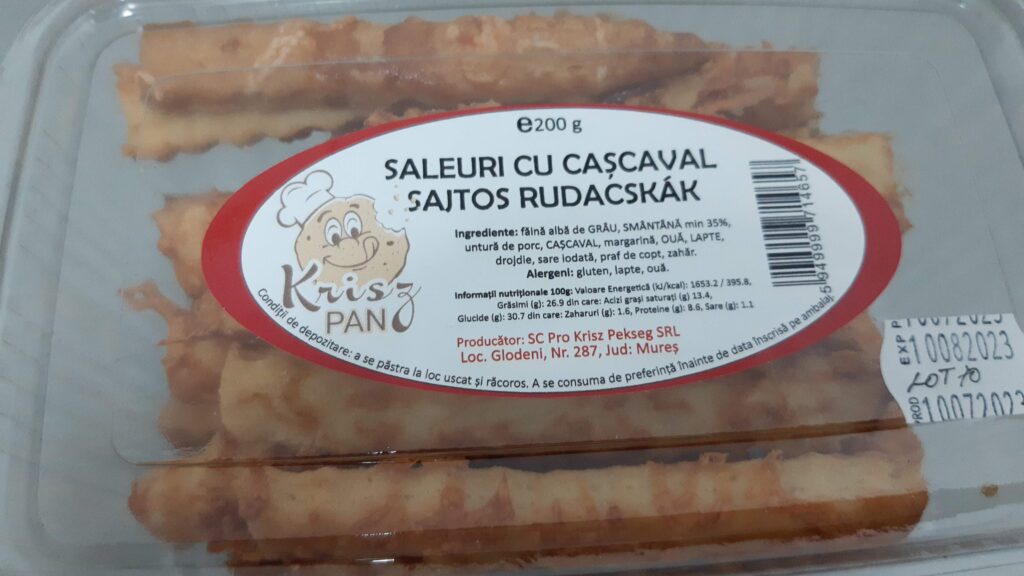 ℮200 g
SALEURI CU CAȘCAVAL
SAJTOS RUDACSKÁK
Ingrediente: făină albă de GRÂU, SMÂNTÂNĂ min 35%,
untură de porc, CAȘCAVAL, margarină, OUĂ, LAPTE,
drojdie, sare iodată, praf de copt, zahăr.
Alergeni: gluten, lapte, ouă.
Informații nutriționale 100g: Valoare Energetică (kJ/kcal): 1653.2 / 395.8,
Grăsimi (g): 26.9 din care: Acizi grași saturați (g) 13.4,
Glucide (g): 30.7 din care: Zaharuri (g): 1.6, Proteine (g): 8.6, Sare (g): 1.1
Producător: SC Pro Krisz Pekseg SRL
Loc. Glodeni, Nr. 287, Jud: Mureș
Condiții de depozitare: a se păstra la loc uscat și răcoros. A se consuma de preferință înainte de data înscrisă pe ambalaj.
Krisz
PAN
5949999714657
EXP 10082023
LOT 10
PROD 10072023